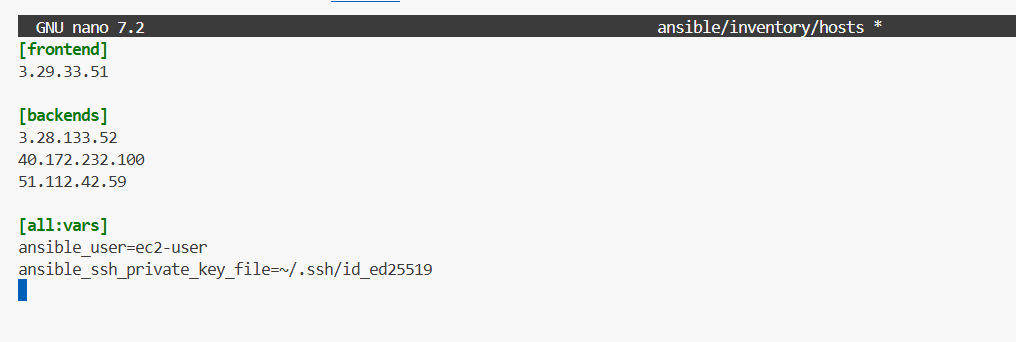 GNU nano 7.2 ansible/inventory/hosts *
[frontend]
3.29.33.51
[backends]
3.28.133.52
40.172.232.100
51.112.42.59
[all:vars]
ansible_user=ec2-user
ansible_ssh_private_key_file=~/.ssh/id_ed25519